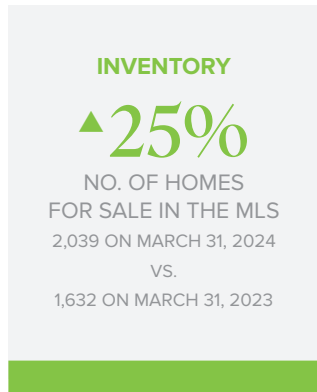 INVENTORY
▲25%
NO. OF HOMES
FOR SALE IN THE MLS
2,039 ON MARCH 31, 2024
VS.
1,632 ON MARCH 31, 2023